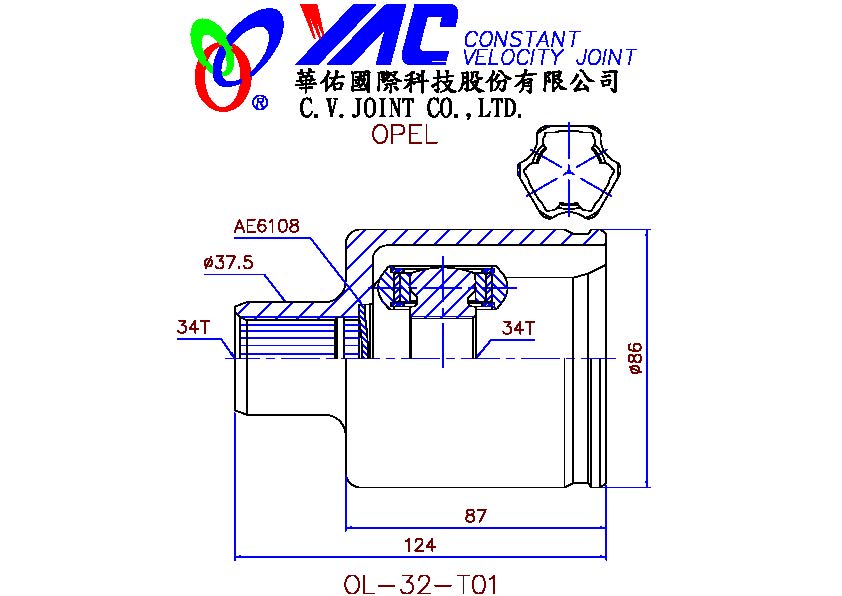 YAC CONSTANT
VELOCITY JOINT
®
華佑國際科技股份有限公司
C.V.JOINT CO.,LTD.
OPEL
AE6108
ø37.5
34T
34T
ø86
87
124
OL-32-T01